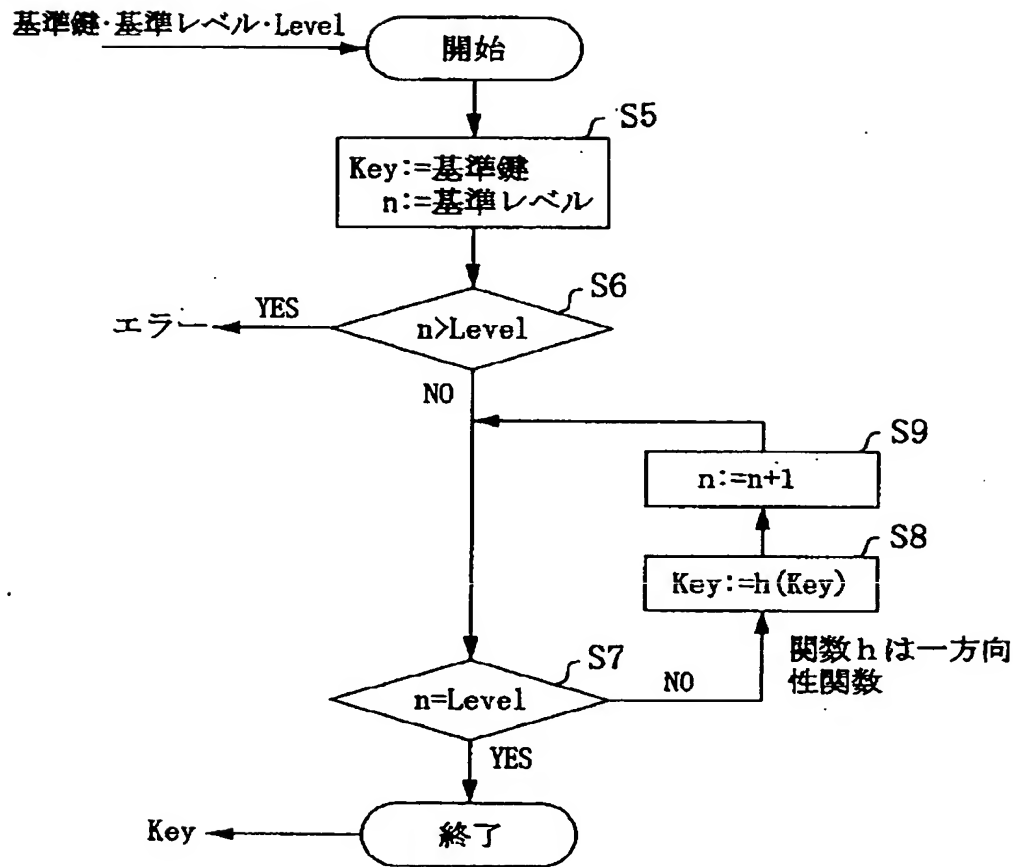 基準鍵・基準レベル・Level
開始
S5
Key:=基準鍵
n:=基準レベル
S6
エラー
YES
n>Level
NO
S9
n:=n+1
S8
Key:=h(Key)
関数hは一方向
性関数
S7
n=Level
NO
YES
Key
終了